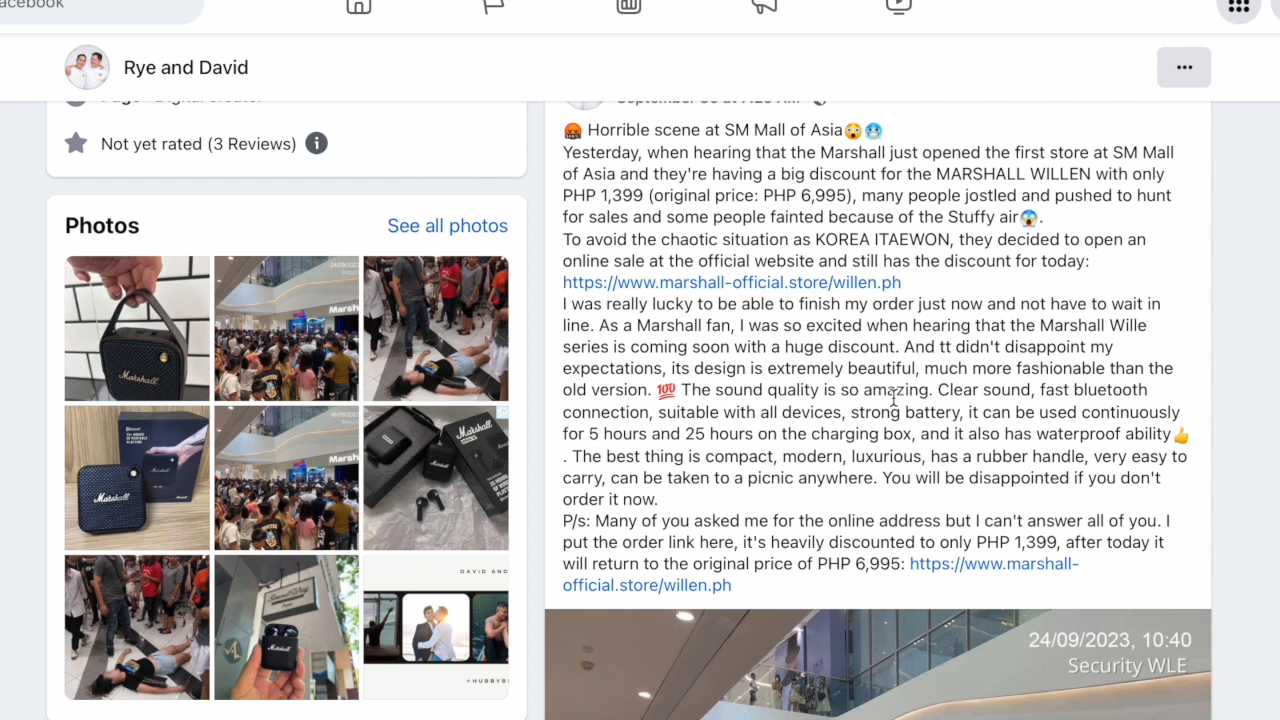 acebook
Rye and David
Not yet rated (3 Reviews)
Photos
See all photos
Marshall
Marsh
Marshall
Marsh
Marshall
Marshall
DAVID AND
🤬 Horrible scene at SM Mall of Asia😲🥶
Yesterday, when hearing that the Marshall just opened the first store at SM Mall
of Asia and they're having a big discount for the MARSHALL WILLEN with only
PHP 1,399 (original price: PHP 6,995), many people jostled and pushed to hunt
for sales and some people fainted because of the Stuffy air😱.
To avoid the chaotic situation as KOREA ITAEWON, they decided to open an
online sale at the official website and still has the discount for today:
https://www.marshall-official.store/willen.ph
I was really lucky to be able to finish my order just now and not have to wait in
line. As a Marshall fan, I was so excited when hearing that the Marshall Wille
series is coming soon with a huge discount. And tt didn't disappoint my
expectations, its design is extremely beautiful, much more fashionable than the
old version. 💯 The sound quality is so amazing. Clear sound, fast bluetooth
connection, suitable with all devices, strong battery, it can be used continuously
for 5 hours and 25 hours on the charging box, and it also has waterproof ability👍
. The best thing is compact, modern, luxurious, has a rubber handle, very easy to
carry, can be taken to a picnic anywhere. You will be disappointed if you don't
order it now.
P/s: Many of you asked me for the online address but I can't answer all of you. I
put the order link here, it's heavily discounted to only PHP 1,399, after today it
will return to the original price of PHP 6,995: https://www.marshall-
official.store/willen.ph
24/09/2023, 10:40
Security WLE